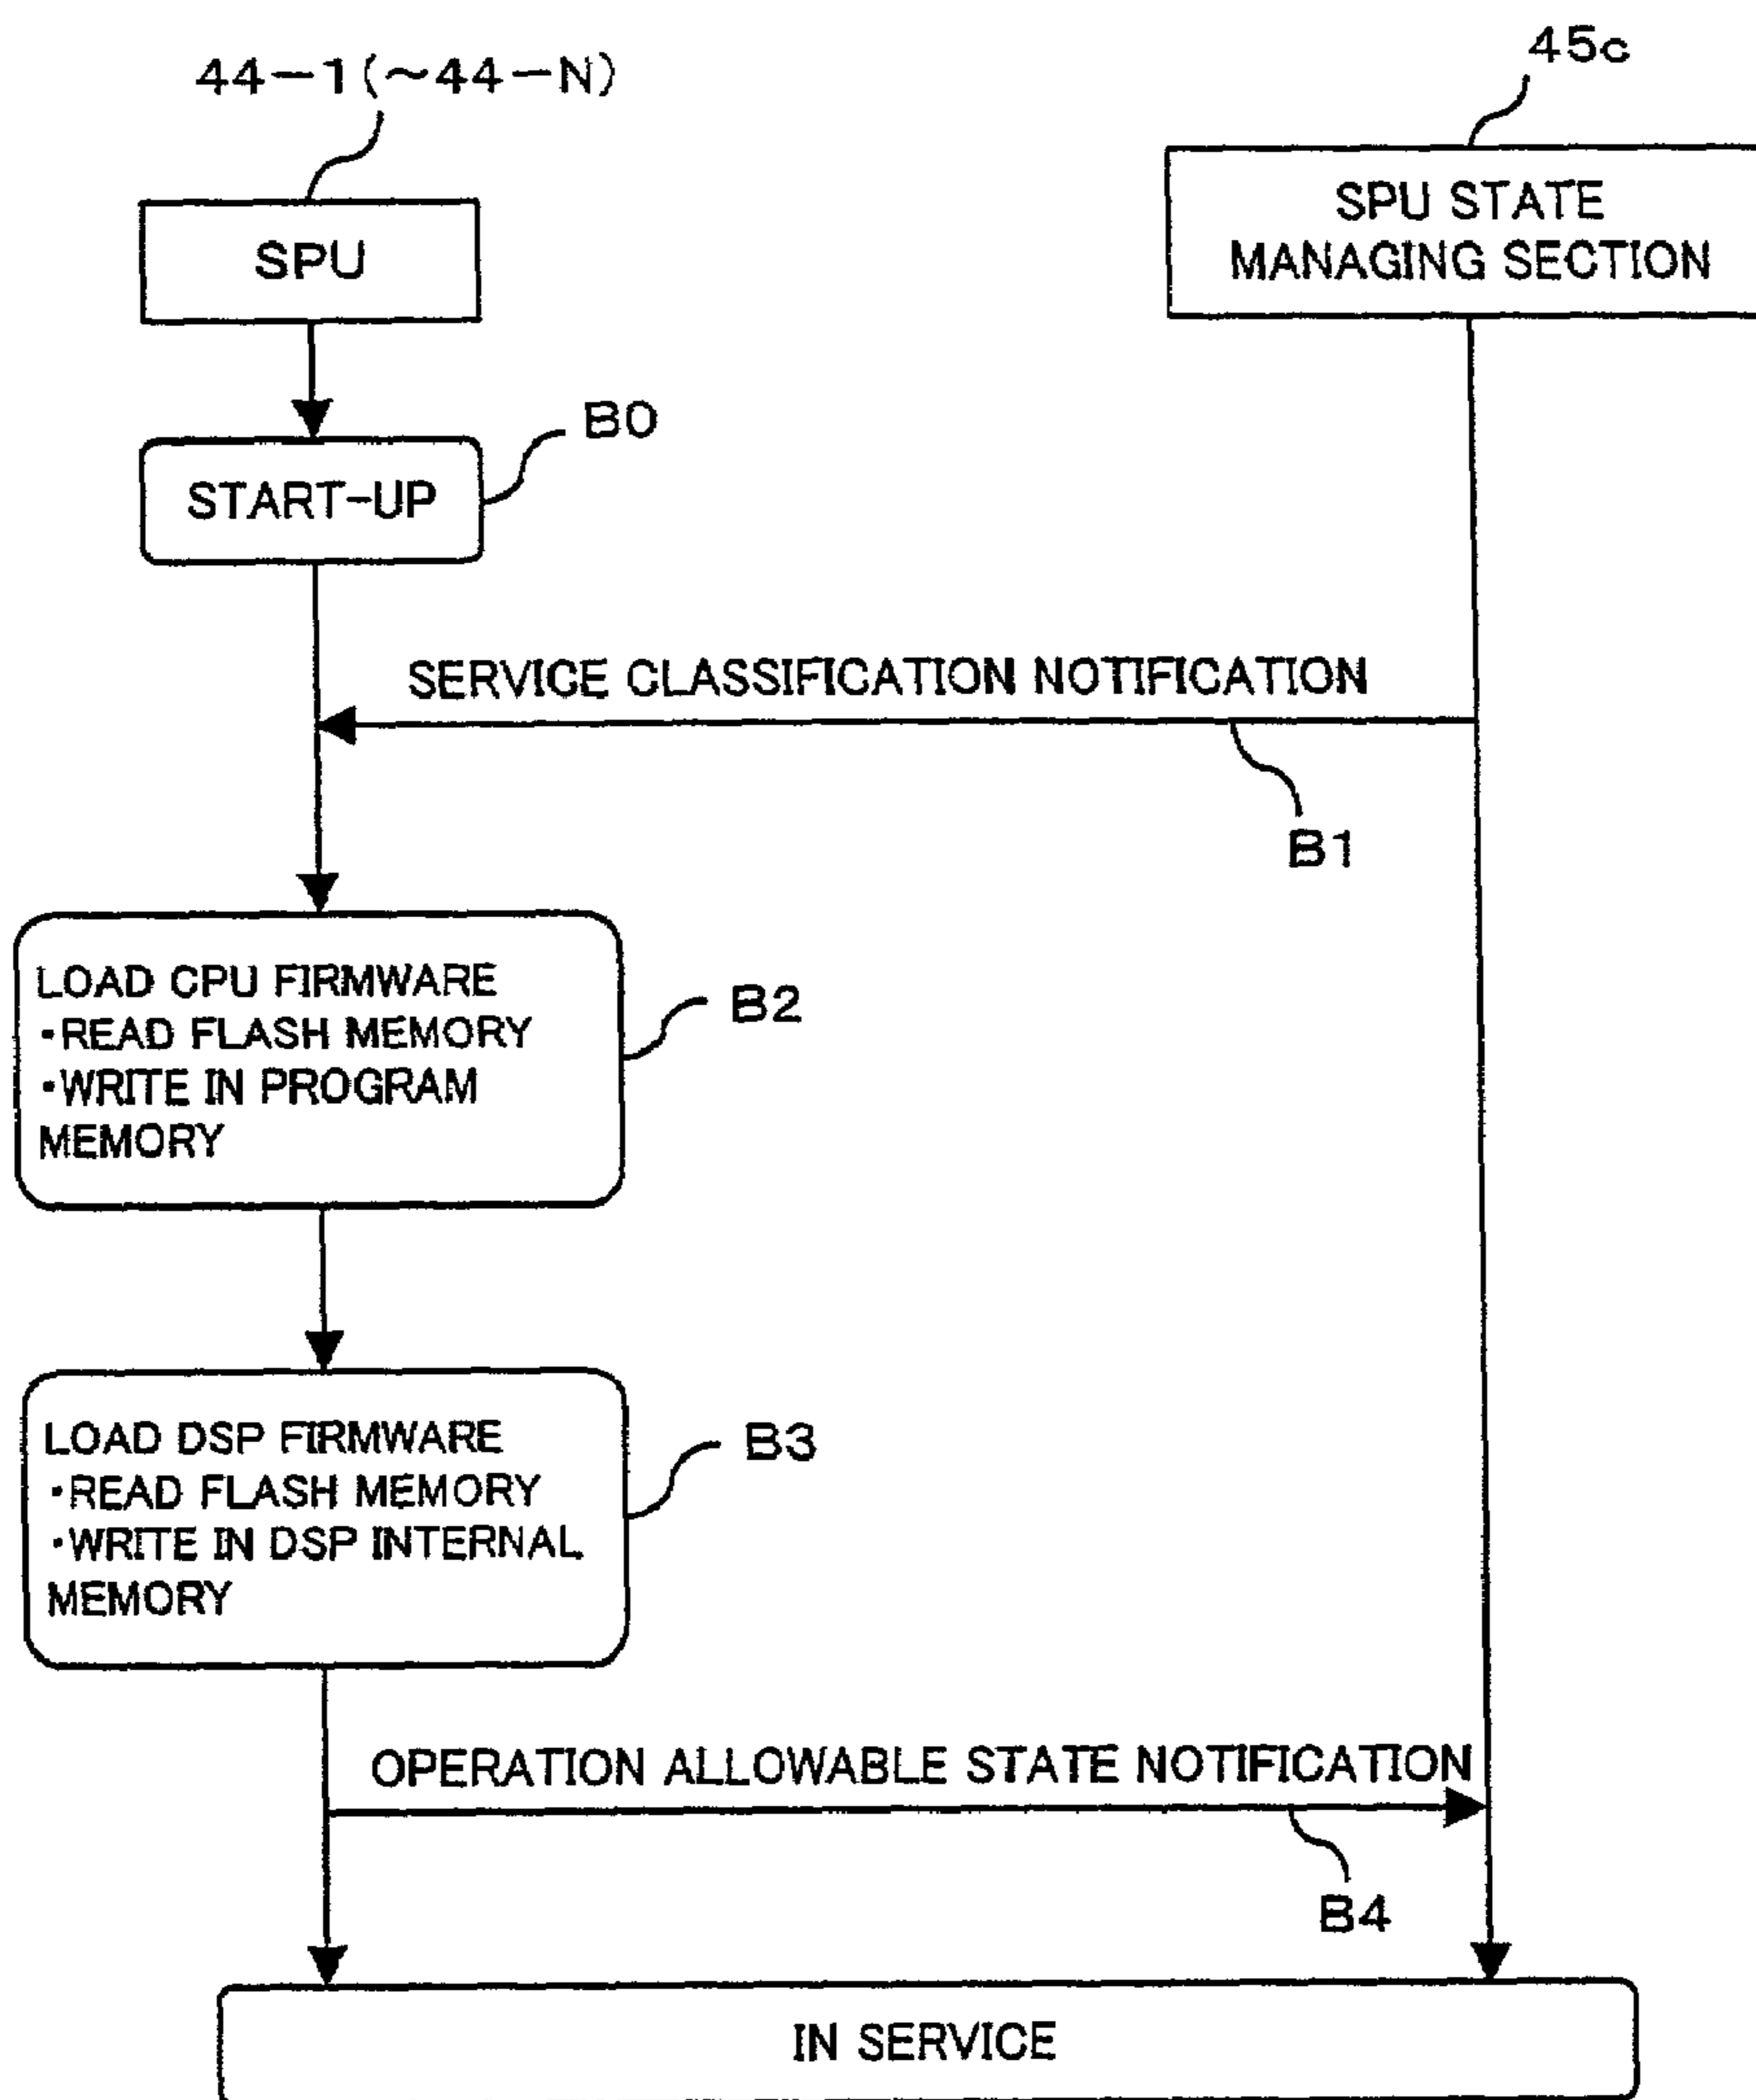 44-1(~44-N)
45c
SPU
SPU STATE
MANAGING SECTION
START-UP
B0
SERVICE CLASSIFICATION NOTIFICATION
B1
LOAD CPU FIRMWARE
・READ FLASH MEMORY
・WRITE IN PROGRAM
MEMORY
B2
LOAD DSP FIRMWARE
・READ FLASH MEMORY
・WRITE IN DSP INTERNAL
MEMORY
B3
OPERATION ALLOWABLE STATE NOTIFICATION
B4
IN SERVICE